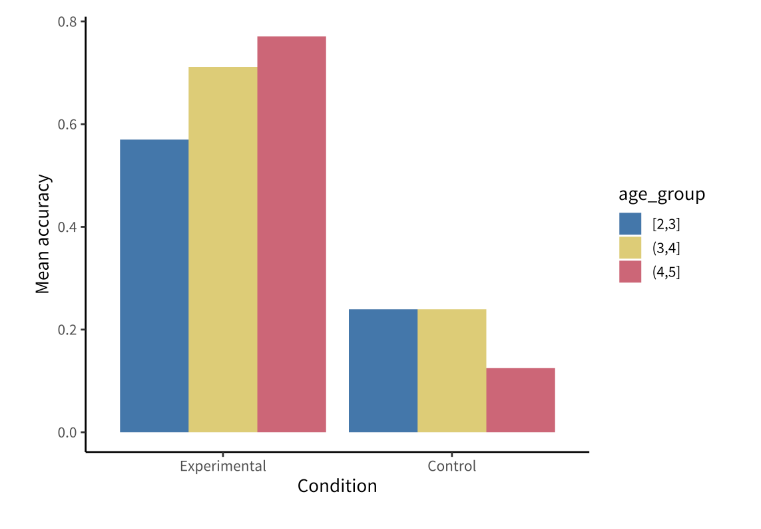 0.8
0.6
0.4
0.2
0.0
Mean accuracy
Experimental
Control
Condition
age_group
[2,3]
(3,4]
(4,5]